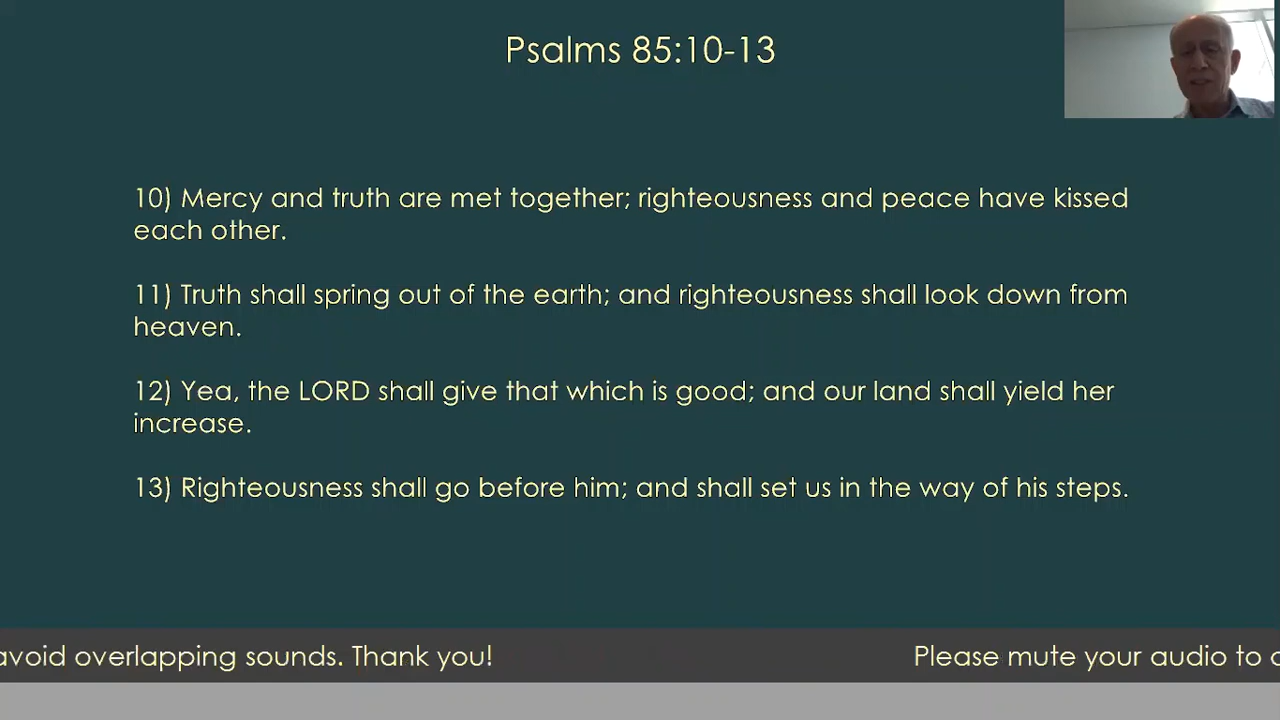 Psalms 85:10-13
10) Mercy and truth are met together; righteousness and peace have kissed
each other.
11) Truth shall spring out of the earth; and righteousness shall look down from
heaven.
12) Yea, the LORD shall give that which is good; and our land shall yield her
increase.
13) Righteousness shall go before him; and shall set us in the way of his steps.
avoid overlapping sounds. Thank you! Please mute your audio to